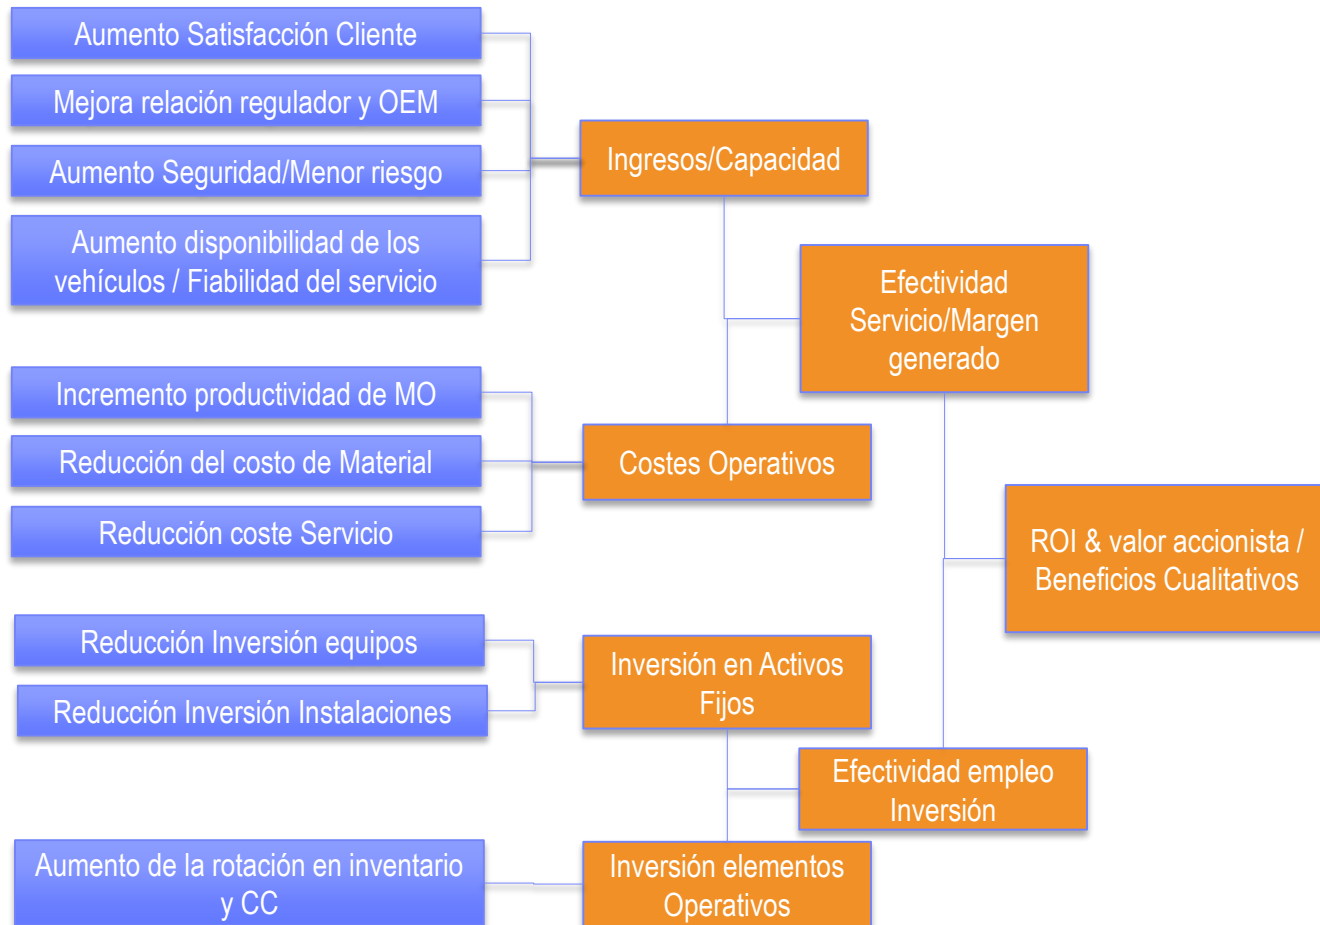 Aumento Satisfacción Cliente
Mejora relación regulador y OEM
Aumento Seguridad/Menor riesgo
Aumento disponibilidad de los
vehículos / Fiabilidad del servicio
Ingresos/Capacidad
Efectividad
Servicio/Margen
generado
Incremento productividad de MO
Reducción del costo de Material
Reducción coste Servicio
Costes Operativos
ROI & valor accionista /
Beneficios Cualitativos
Reducción Inversión equipos
Reducción Inversión Instalaciones
Inversión en Activos
Fijos
Efectividad empleo
Inversión
Aumento de la rotación en inventario
y CC
Inversión elementos
Operativos